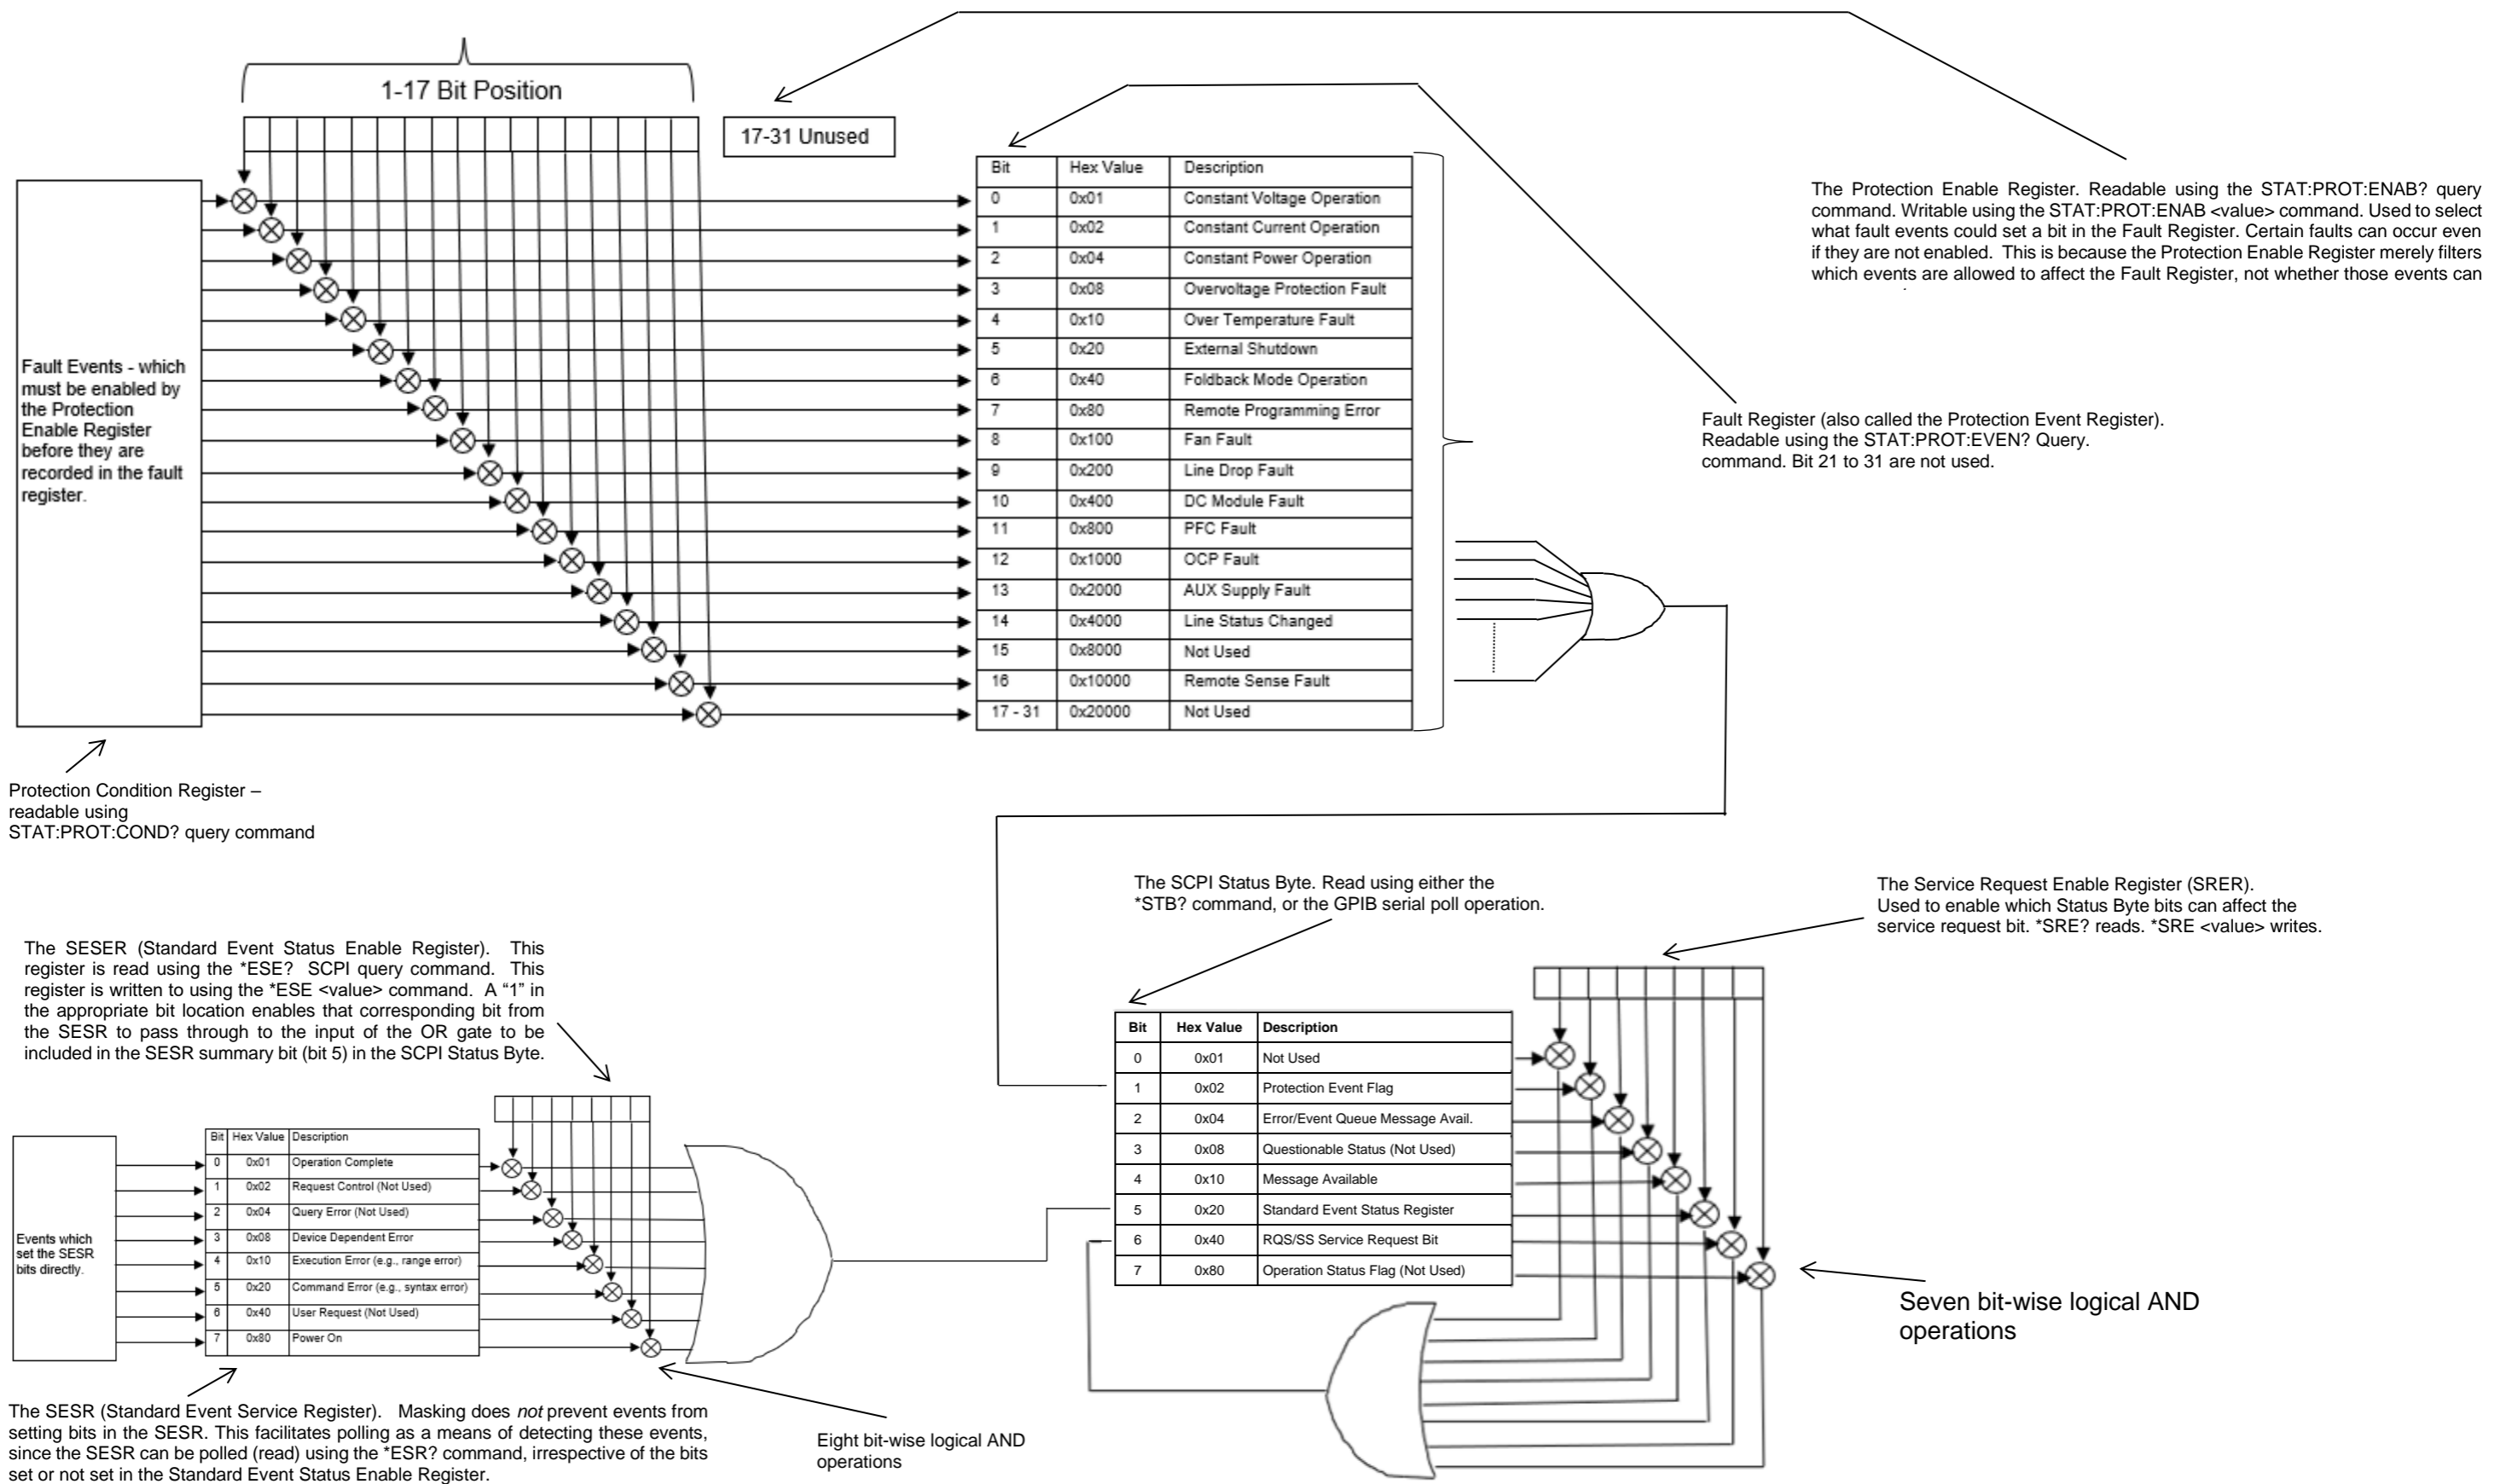 1-17 Bit Position
17-31 Unused
Fault Events - which
must be enabled by
the Protection
Enable Register
before they are
recorded in the fault
register.
Bit Hex Value Description
0 0x01 Constant Voltage Operation
1 0x02 Constant Current Operation
2 0x04 Constant Power Operation
3 0x08 Overvoltage Protection Fault
4 0x10 Over Temperature Fault
5 0x20 External Shutdown
6 0x40 Foldback Mode Operation
7 0x80 Remote Programming Error
8 0x100 Fan Fault
9 0x200 Line Drop Fault
10 0x400 DC Module Fault
11 0x800 PFC Fault
12 0x1000 OCP Fault
13 0x2000 AUX Supply Fault
14 0x4000 Line Status Changed
15 0x8000 Not Used
16 0x10000 Remote Sense Fault
17 - 31 0x20000 Not Used
The Protection Enable Register. Readable using the STAT:PROT:ENAB? query
command. Writable using the STAT:PROT:ENAB <value> command. Used to select
what fault events could set a bit in the Fault Register. Certain faults can occur even
if they are not enabled. This is because the Protection Enable Register merely filters
which events are allowed to affect the Fault Register, not whether those events can
Fault Register (also called the Protection Event Register).
Readable using the STAT:PROT:EVEN? Query.
command. Bit 21 to 31 are not used.
Protection Condition Register –
readable using
STAT:PROT:COND? query command
The SCPI Status Byte. Read using either the
*STB? command, or the GPIB serial poll operation.
The Service Request Enable Register (SRER).
Used to enable which Status Byte bits can affect the
service request bit. *SRE? reads. *SRE <value> writes.
The SESER (Standard Event Status Enable Register). This
register is read using the *ESE? SCPI query command. This
register is written to using the *ESE <value> command. A “1” in
the appropriate bit location enables that corresponding bit from
the SESR to pass through to the input of the OR gate to be
included in the SESR summary bit (bit 5) in the SCPI Status Byte.
Bit Hex Value Description
0 0x01 Not Used
1 0x02 Protection Event Flag
2 0x04 Error/Event Queue Message Avail.
3 0x08 Questionable Status (Not Used)
4 0x10 Message Available
5 0x20 Standard Event Status Register
6 0x40 RQS/SS Service Request Bit
7 0x80 Operation Status Flag (Not Used)
Events which
set the SESR
bits directly.
Bit Hex Value Description
0 0x01 Operation Complete
1 0x02 Request Control (Not Used)
2 0x04 Query Error (Not Used)
3 0x08 Device Dependent Error
4 0x10 Execution Error (e.g., range error)
5 0x20 Command Error (e.g., syntax error)
6 0x40 User Request (Not Used)
7 0x80 Power On
Seven bit-wise logical AND
operations
The SESR (Standard Event Service Register). Masking does not prevent events from
setting bits in the SESR. This facilitates polling as a means of detecting these events,
since the SESR can be polled (read) using the *ESR? command, irrespective of the bits
set or not set in the Standard Event Status Enable Register.
Eight bit-wise logical AND
operations